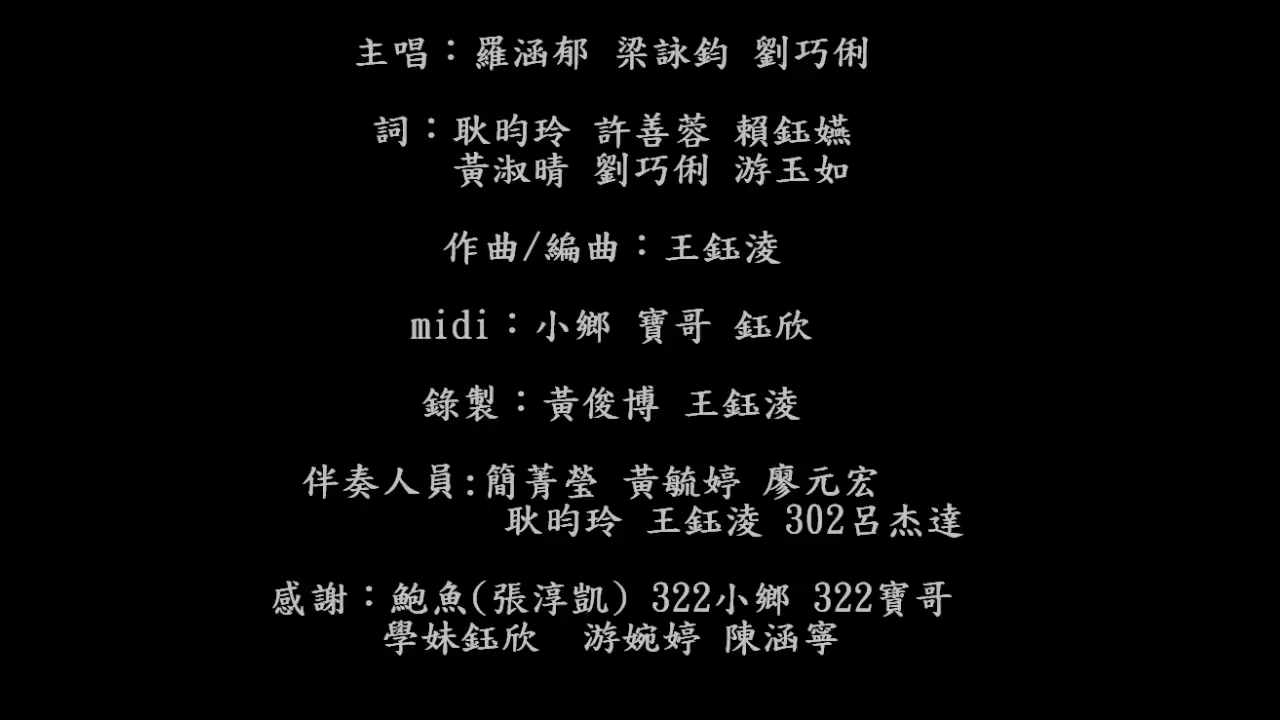 主唱：羅涵郁 梁詠鈞 劉巧俐
詞：耿昀玲 許善蓉 賴鈺嬿
黃淑晴 劉巧俐 游玉如
作曲/編曲：王鈺淩
midi：小鄉 寶哥 鈺欣
錄製：黃俊博 王鈺淩
伴奏人員:簡菁瑩 黃毓婷 廖元宏
耿昀玲 王鈺淩 302呂杰達
感謝：鮑魚(張淳凱) 322小鄉 322寶哥
學妹鈺欣 游婉婷 陳涵寧